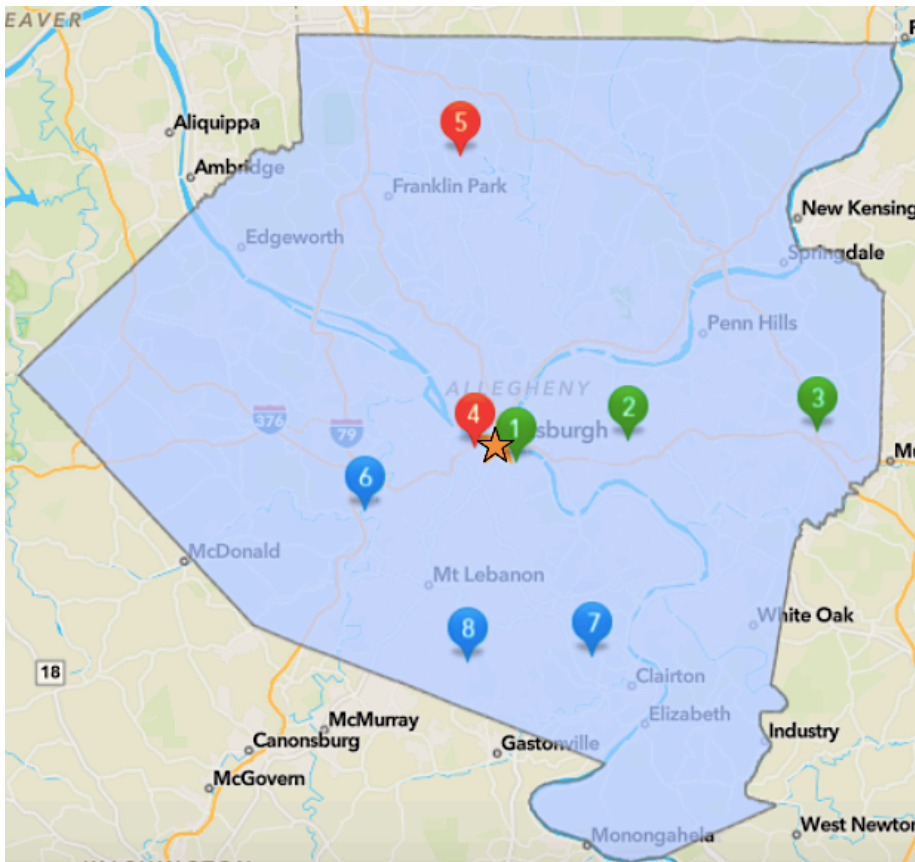 EAVER
Aliquippa
Ambridge
5
Franklin Park
New Kensing
Edgeworth
Springdale
Penn Hills
ALLEGHENY
376
79
4
1
sburgh
2
3
Mu
6
McDonald
Mt Lebanon
8
7
White Oak
18
Clairton
McMurray
Elizabeth
Canonsburg
Gastonville
Industry
McGovern
Monongahela
West Newton